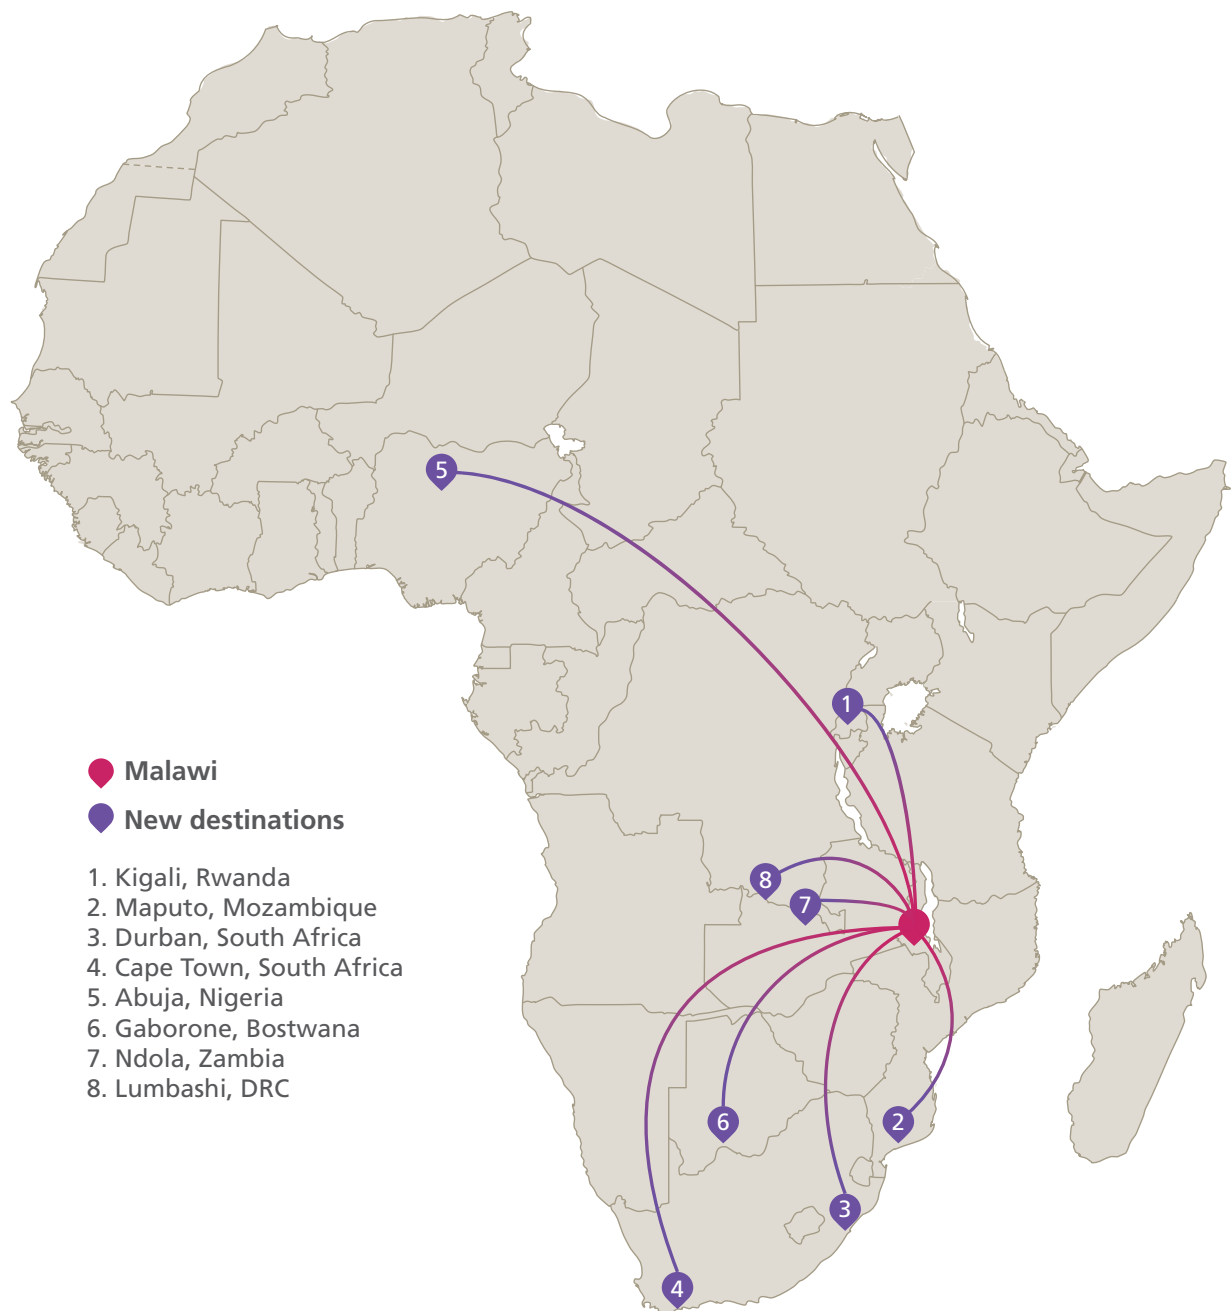 5
1
8
7
6
2
3
4
Malawi
New destinations
1. Kigali, Rwanda
2. Maputo, Mozambique
3. Durban, South Africa
4. Cape Town, South Africa
5. Abuja, Nigeria
6. Gaborone, Bostwana
7. Ndola, Zambia
8. Lumbashi, DRC